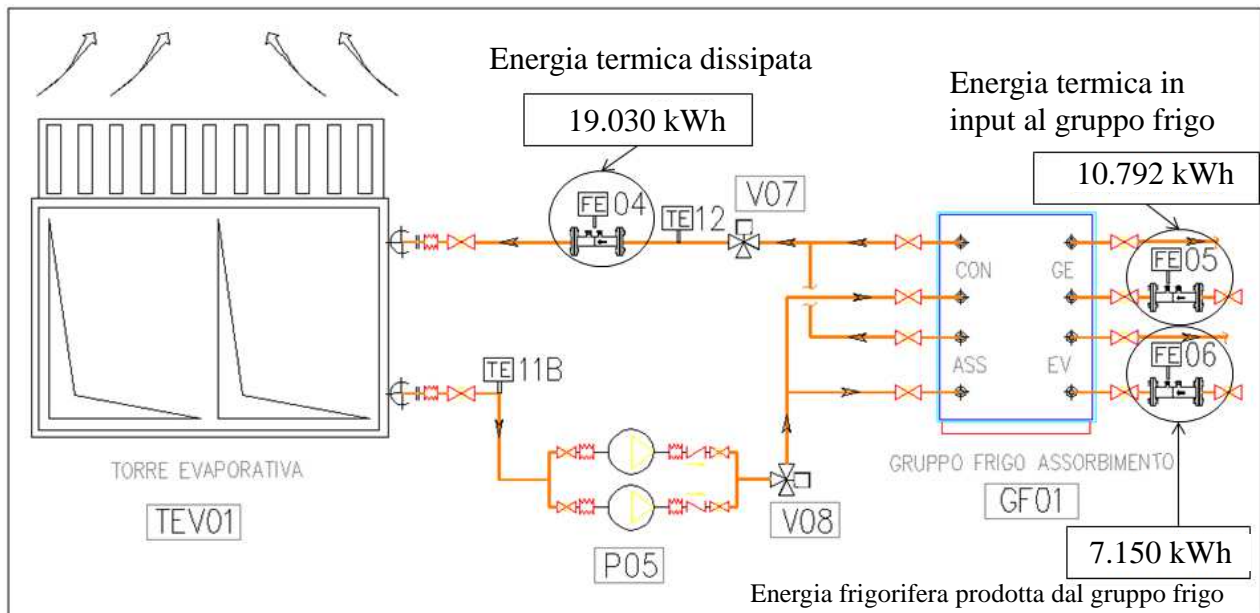 Energia termica dissipata
19.030 kWh
Energia termica in
input al gruppo frigo
10.792 kWh
FE 04
TE 12
V07
CON
GE
FE 05
ASS
EV
FE 06
TE 11B
TORRE EVAPORATIVA
TEV01
P05
V08
GRUPPO FRIGO ASSORBIMENTO
GF01
7.150 kWh
Energia frigorifera prodotta dal gruppo frigo